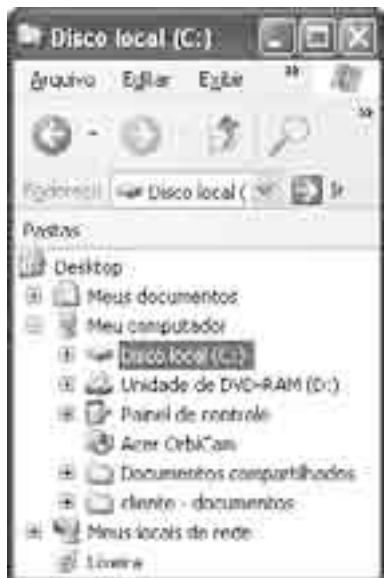 Disco local (C:)
Arquivo Editar Exibir »
»
Endereço Disco local ( Ir
Pastas
Desktop
Meus documentos
Meu computador
Disco local (C:)
Unidade de DVD-RAM (D:)
Painel de controle
Acer OrbiCam
Documentos compartilhados
cliente - documentos
Meus locais de rede
Lixeira